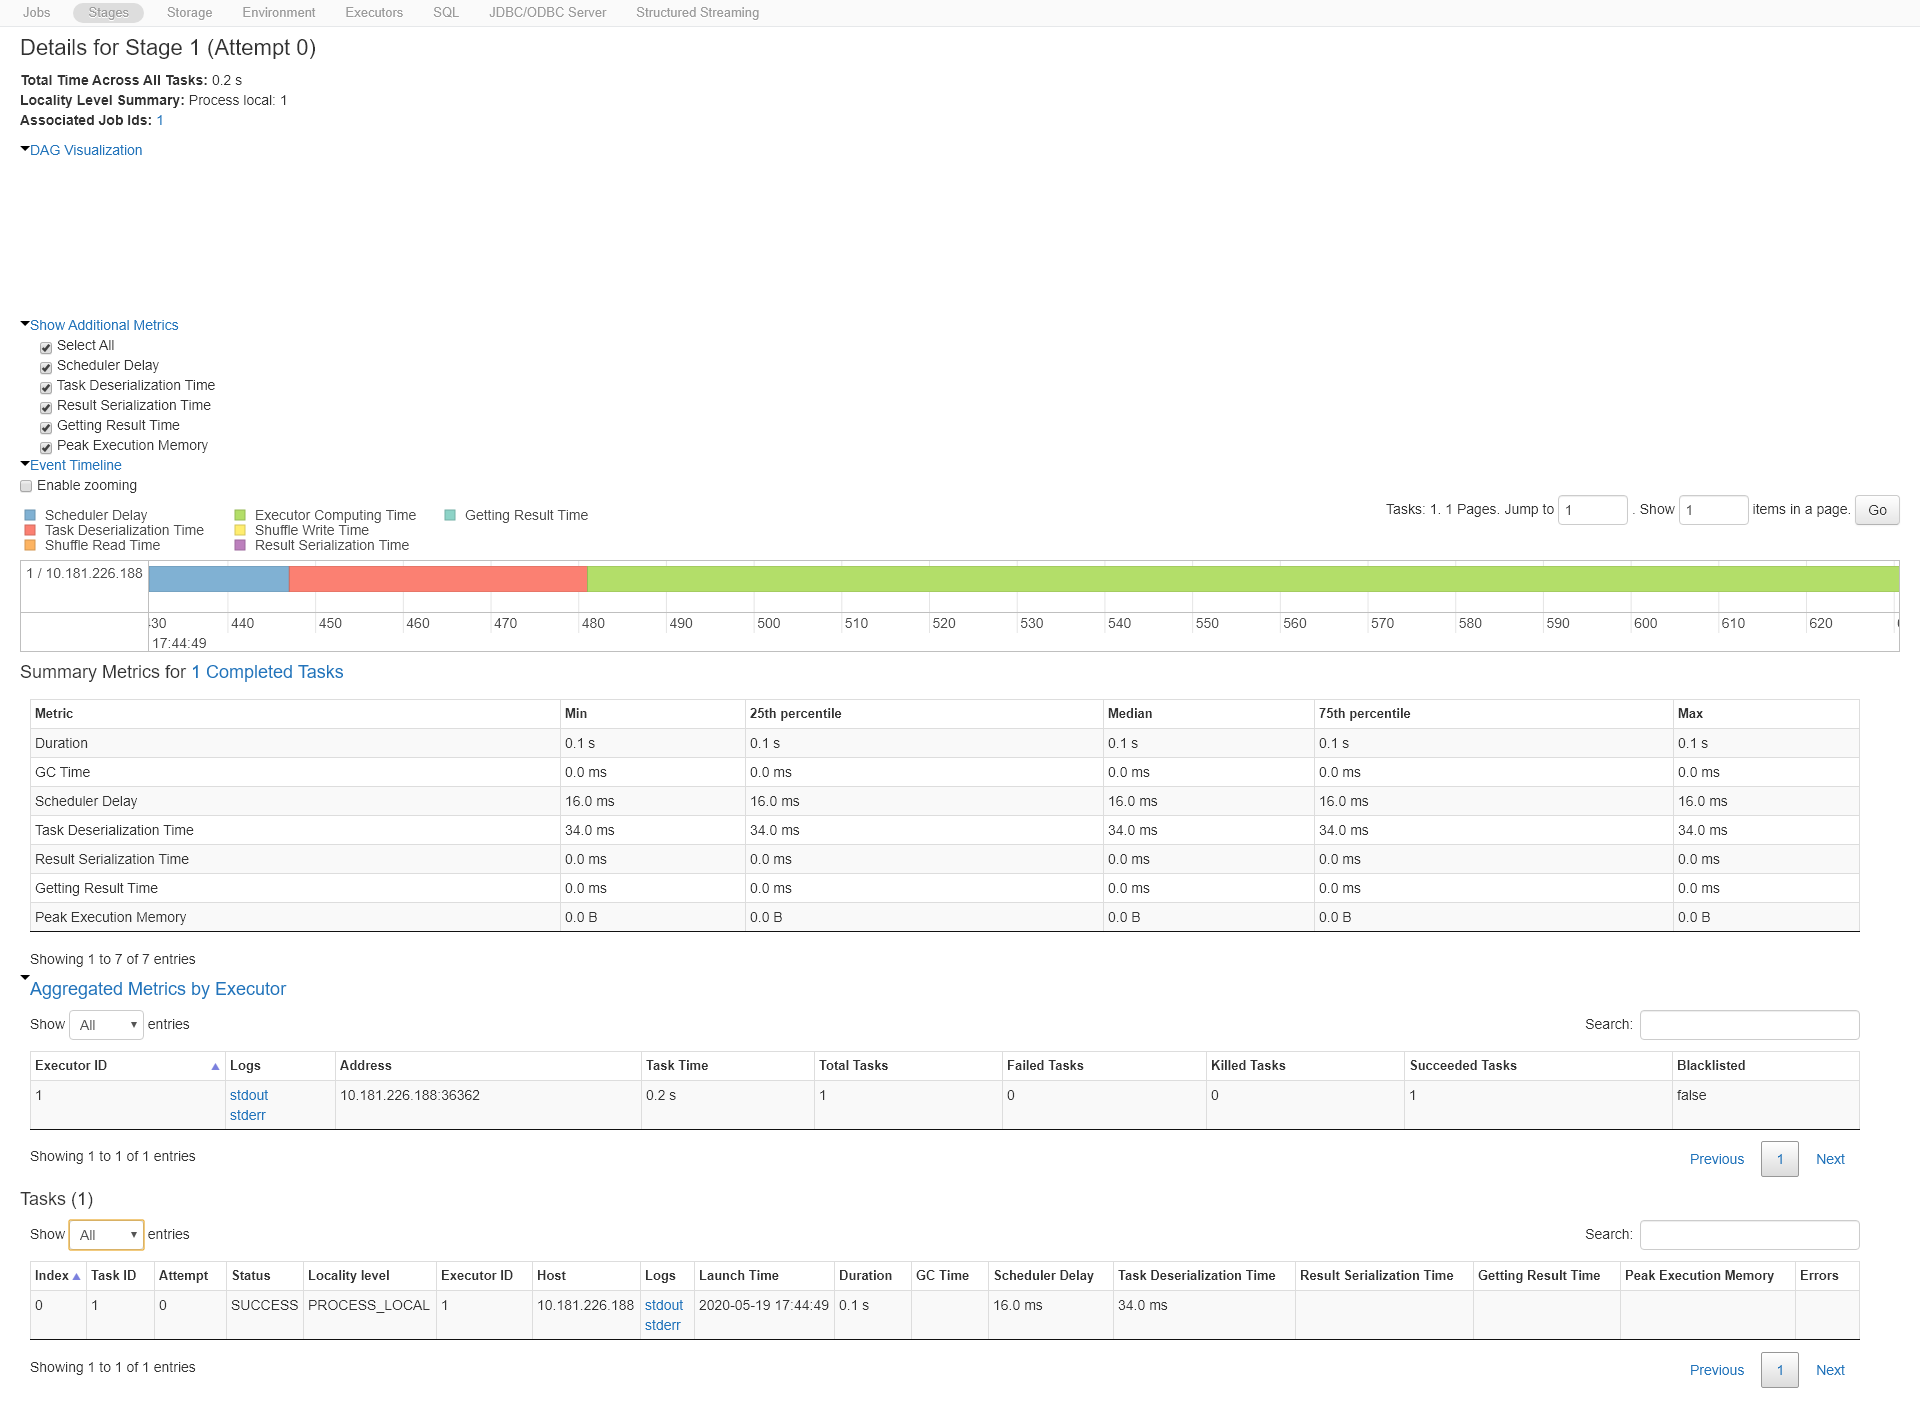 Jobs Stages Storage Environment Executors SQL JDBC/ODBC Server Structured Streaming
Details for Stage 1 (Attempt 0)
Total Time Across All Tasks: 0.2 s
Locality Level Summary: Process local: 1
Associated Job Ids: 1
DAG Visualization
Show Additional Metrics
Select All
Scheduler Delay
Task Deserialization Time
Result Serialization Time
Getting Result Time
Peak Execution Memory
Event Timeline
Enable zooming
Tasks: 1. 1 Pages. Jump to 1 . Show 1 items in a page. Go
Scheduler Delay Executor Computing Time Getting Result Time
Task Deserialization Time Shuffle Write Time
Shuffle Read Time Result Serialization Time
1 / 10.181.226.188
30 440 450 460 470 480 490 500 510 520 530 540 550 560 570 580 590 600 610 620
17:44:49
Summary Metrics for 1 Completed Tasks
Metric Min 25th percentile Median 75th percentile Max
Duration 0.1 s 0.1 s 0.1 s 0.1 s 0.1 s
GC Time 0.0 ms 0.0 ms 0.0 ms 0.0 ms 0.0 ms
Scheduler Delay 16.0 ms 16.0 ms 16.0 ms 16.0 ms 16.0 ms
Task Deserialization Time 34.0 ms 34.0 ms 34.0 ms 34.0 ms 34.0 ms
Result Serialization Time 0.0 ms 0.0 ms 0.0 ms 0.0 ms 0.0 ms
Getting Result Time 0.0 ms 0.0 ms 0.0 ms 0.0 ms 0.0 ms
Peak Execution Memory 0.0 B 0.0 B 0.0 B 0.0 B 0.0 B
Showing 1 to 7 of 7 entries
Aggregated Metrics by Executor
Show All entries Search:
Executor ID Logs Address Task Time Total Tasks Failed Tasks Killed Tasks Succeeded Tasks Blacklisted
1 stdout 10.181.226.188:36362 0.2 s 1 0 0 1 false
stderr
Showing 1 to 1 of 1 entries Previous 1 Next
Tasks (1)
Show All entries Search:
Index Task ID Attempt Status Locality level Executor ID Host Logs Launch Time Duration GC Time Scheduler Delay Task Deserialization Time Result Serialization Time Getting Result Time Peak Execution Memory Errors
0 1 0 SUCCESS PROCESS_LOCAL 1 10.181.226.188 stdout 2020-05-19 17:44:49 0.1 s 16.0 ms 34.0 ms
stderr
Showing 1 to 1 of 1 entries Previous 1 Next